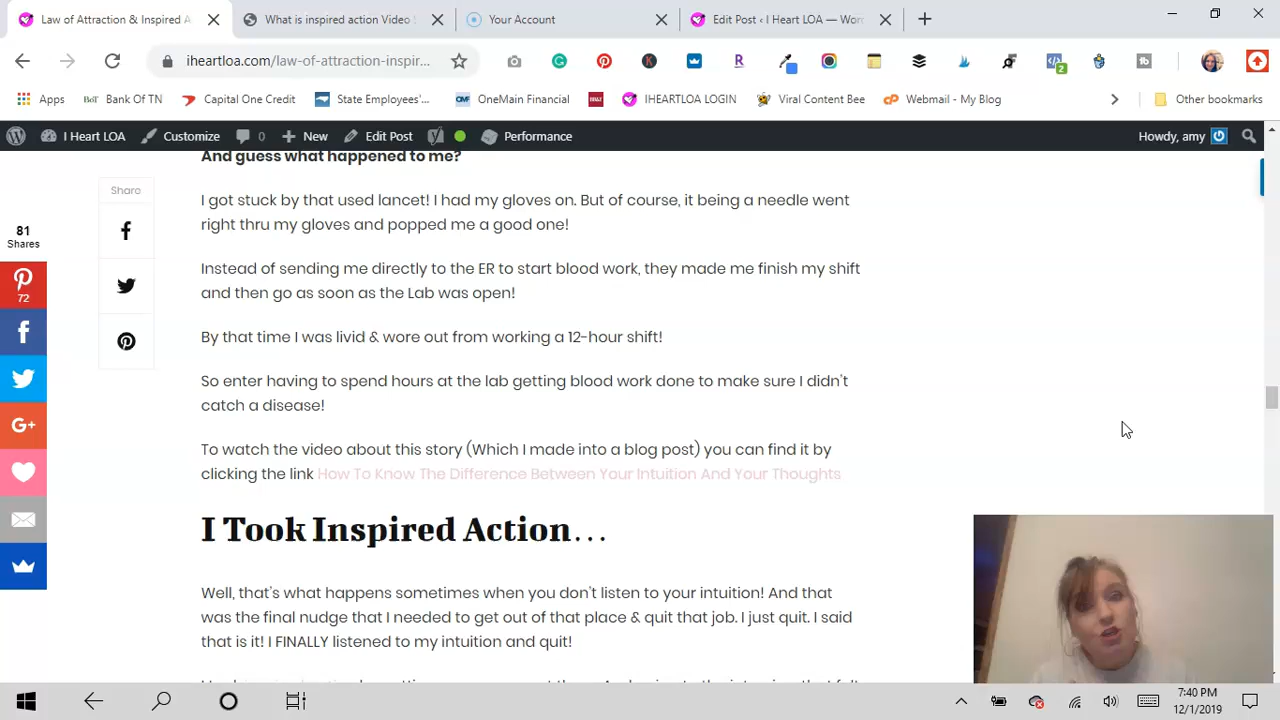 Law of Attraction & Inspired A
What is inspired action Video
Your Account
Edit Post ‹ I Heart LOA — Wor
iheartloa.com/law-of-attraction-inspir...
2
Apps
Bank Of TN
Capital One Credit
State Employees'...
OneMain Financial
IHEARTLOA LOGIN
Viral Content Bee
Webmail - My Blog
Other bookmarks
I Heart LOA
Customize
0
New
Edit Post
Performance
Howdy, amy
And guess what happened to me?
Share
I got stuck by that used lancet! I had my gloves on. But of course, it being a needle went
right thru my gloves and popped me a good one!
81
Shares
72
Instead of sending me directly to the ER to start blood work, they made me finish my shift
and then go as soon as the Lab was open!
By that time I was livid & wore out from working a 12-hour shift!
So enter having to spend hours at the lab getting blood work done to make sure I didn't
catch a disease!
To watch the video about this story (Which I made into a blog post) you can find it by
clicking the link How To Know The Difference Between Your Intuition And Your Thoughts
I Took Inspired Action...
Well, that's what happens sometimes when you don't listen to your intuition! And that
was the final nudge that I needed to get out of that place & quit that job. I just quit. I said
that is it! I FINALLY listened to my intuition and quit!
7:40 PM
12/1/2019